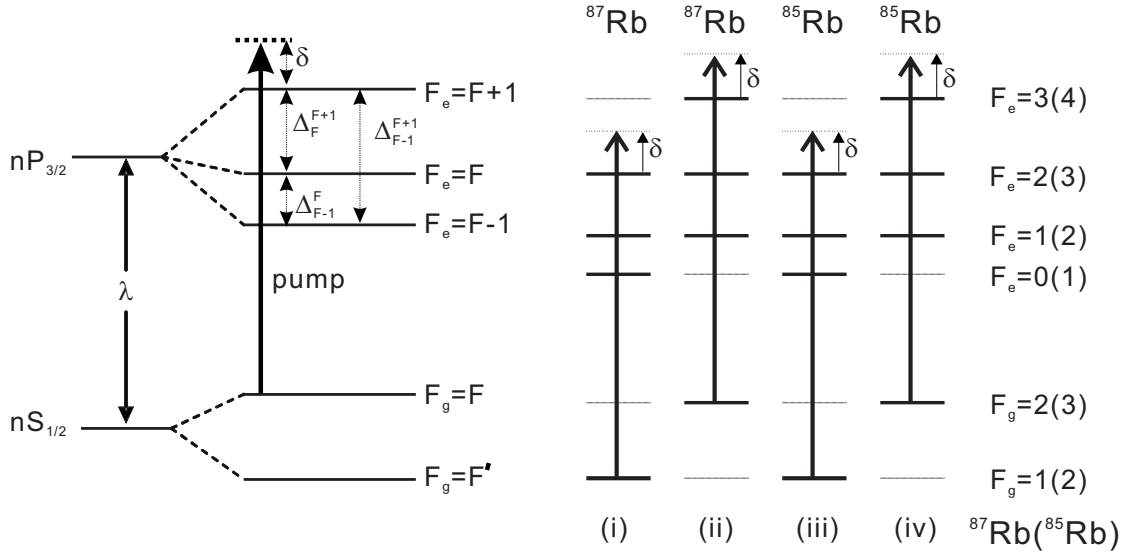 δ
F_e=F+1
Δ_F^{F+1}
Δ_{F-1}^{F+1}
nP_{3/2}
F_e=F
Δ_{F-1}^F
F_e=F-1
λ
pump
F_g=F
nS_{1/2}
F_g=F'
⁸⁷Rb ⁸⁷Rb ⁸⁵Rb ⁸⁵Rb
δ δ
F_e=3(4)
δ δ
F_e=2(3)
F_e=1(2)
F_e=0(1)
F_g=2(3)
F_g=1(2)
(i) (ii) (iii) (iv) ⁸⁷Rb(⁸⁵Rb)